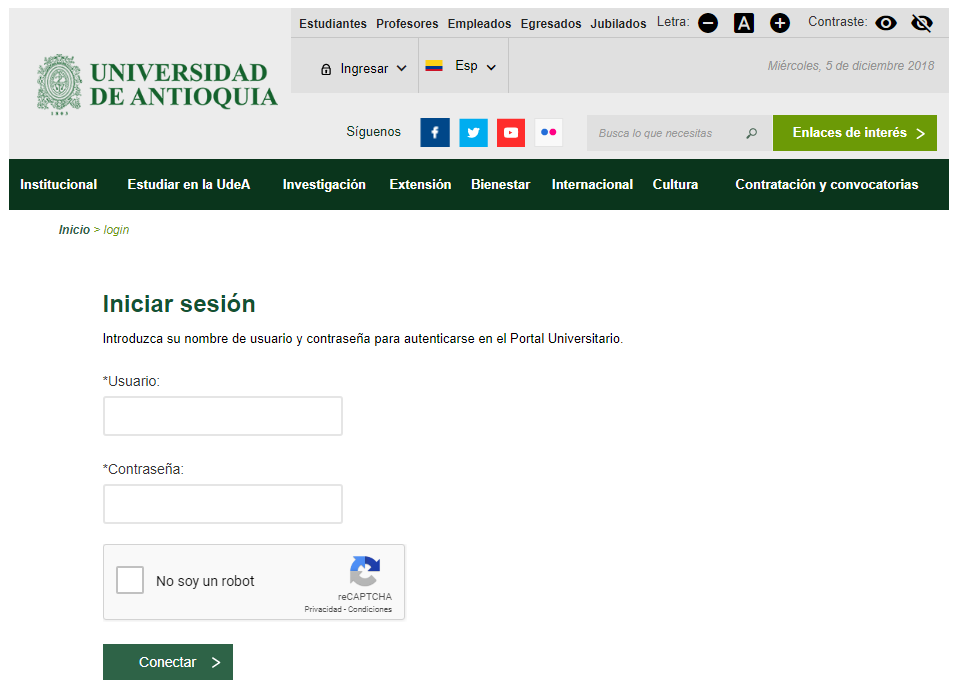 Estudiantes Profesores Empleados Egresados Jubilados Letra: A Contraste:
UNIVERSIDAD
DE ANTIOQUIA
1803
Ingresar Esp Miércoles, 5 de diciembre 2018
Síguenos f Busca lo que necesitas Enlaces de interés >
Institucional Estudiar en la UdeA Investigación Extensión Bienestar Internacional Cultura Contratación y convocatorias
Inicio > login
Iniciar sesión
Introduzca su nombre de usuario y contraseña para autenticarse en el Portal Universitario.
*Usuario:
*Contraseña:
No soy un robot
reCAPTCHA
Privacidad - Condiciones
Conectar >